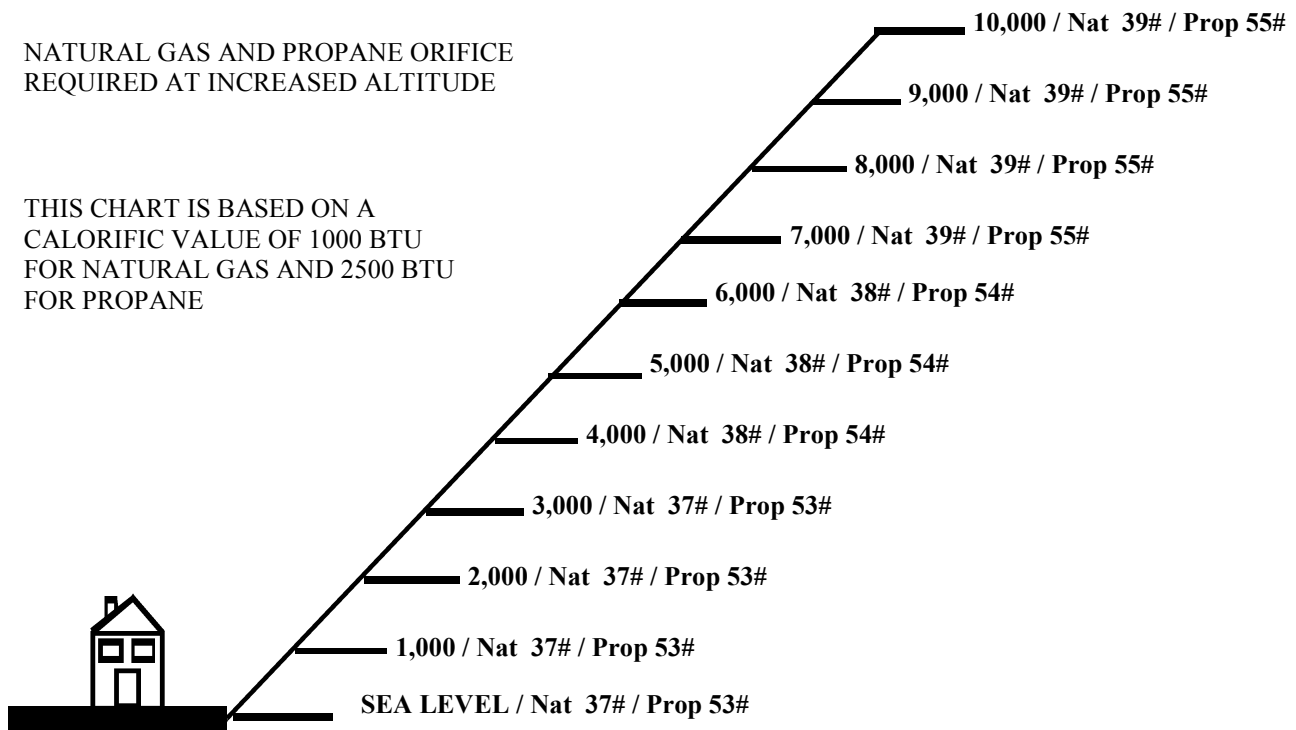 NATURAL GAS AND PROPANE ORIFICE
REQUIRED AT INCREASED ALTITUDE
THIS CHART IS BASED ON A
CALORIFIC VALUE OF 1000 BTU
FOR NATURAL GAS AND 2500 BTU
FOR PROPANE
10,000 / Nat 39# / Prop 55#
9,000 / Nat 39# / Prop 55#
8,000 / Nat 39# / Prop 55#
7,000 / Nat 39# / Prop 55#
6,000 / Nat 38# / Prop 54#
5,000 / Nat 38# / Prop 54#
4,000 / Nat 38# / Prop 54#
3,000 / Nat 37# / Prop 53#
2,000 / Nat 37# / Prop 53#
1,000 / Nat 37# / Prop 53#
SEA LEVEL / Nat 37# / Prop 53#